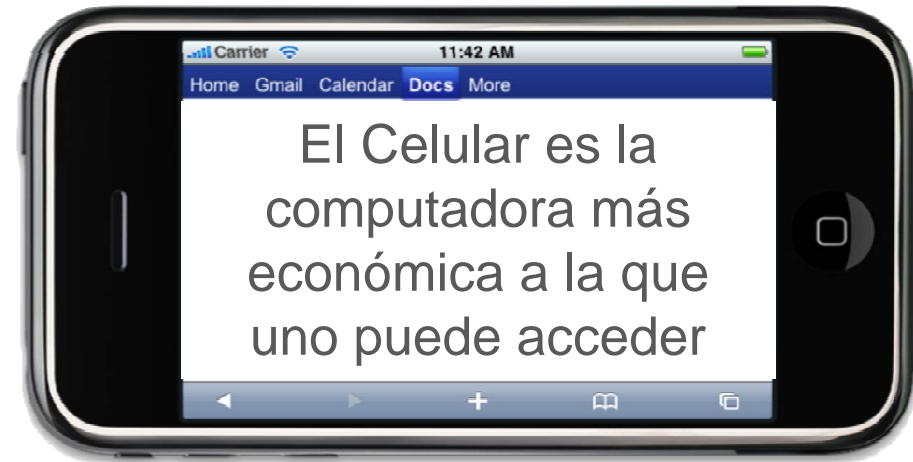 Carrier 11:42 AM
Home Gmail Calendar Docs More
El Celular es la
computadora más
económica a la que
uno puede acceder